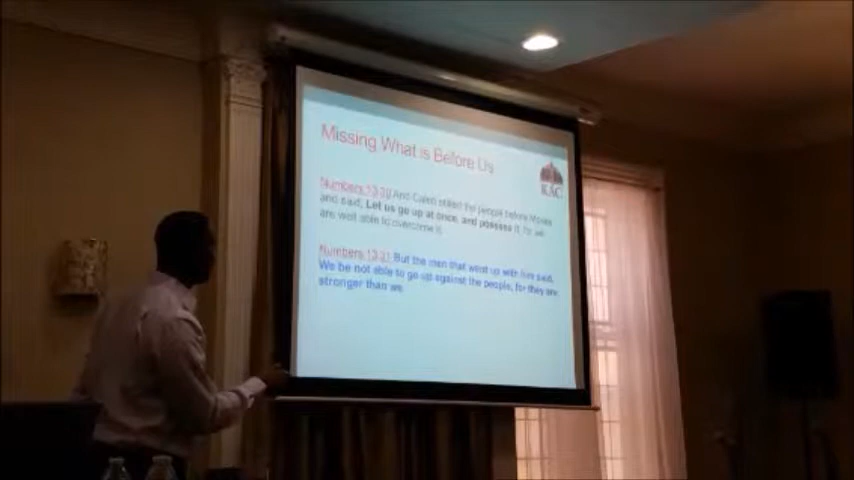 Missing What is Before Us
KAC
Numbers 13:30 And Caleb stilled the people before Moses
and said, Let us go up at once, and possess it, for we
are well able to overcome it
Numbers 13:31 But the men that went up with him said,
We be not able to go up against the people, for they are
stronger than we